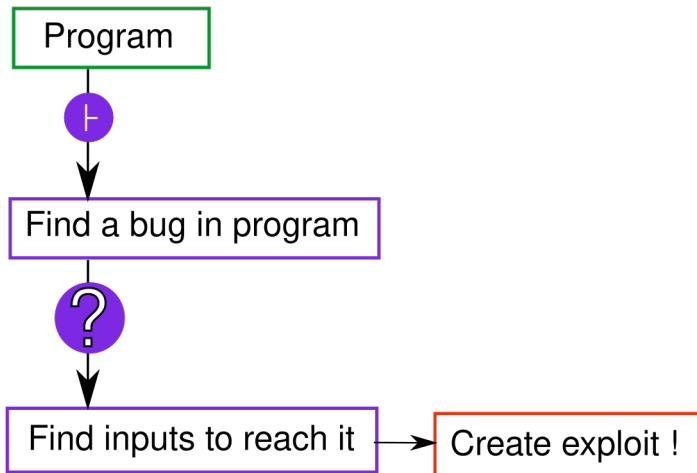 Program
⊢
Find a bug in program
?
Find inputs to reach it
Create exploit !